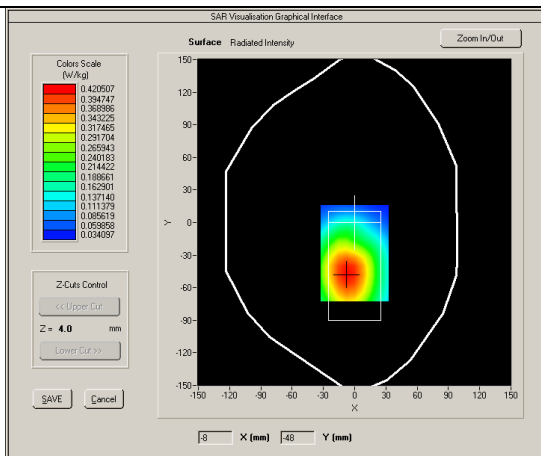 SAR Visualisation Graphical Interface
Surface Radiated Intensity
Zoom In/Out
Colors Scale
(W/kg)
0.420507
0.394747
0.368986
0.343225
0.317465
0.291704
0.265943
0.240183
0.214422
0.188661
0.162901
0.137140
0.111379
0.085619
0.059858
0.034097
Z-Cuts Control
<< Upper Cut
Z = 4.0 mm
Lower Cut >>
SAVE Cancel
150
120
90
60
30
0
-30
-60
-90
-120
-150
Y
-150 -120 -90 -60 -30 0 30 60 90 120 150
X
-8 X (mm) -48 Y (mm)